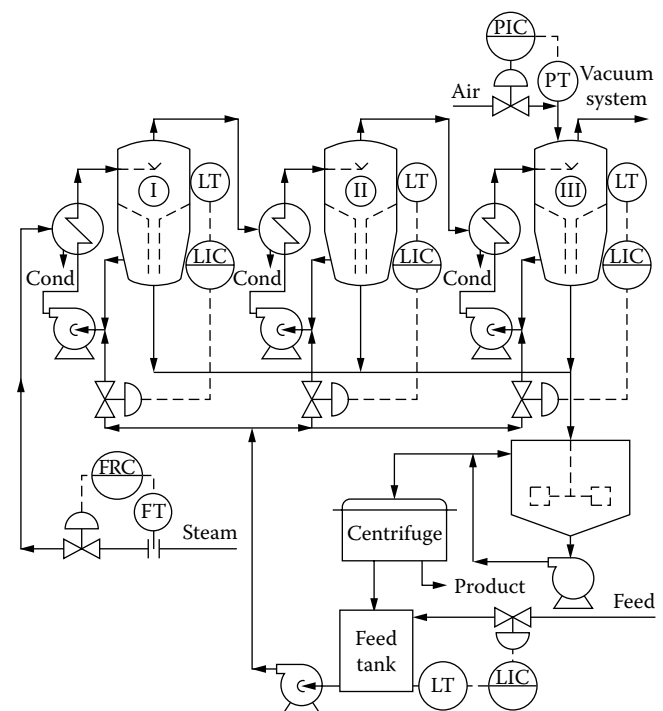 PIC
PT
Vacuum
system
Air
I
LT
II
LT
III
LT
LIC
LIC
LIC
Cond
Cond
Cond
FRC
FT
Steam
Centrifuge
Product
Feed
Feed
tank
LT
LIC